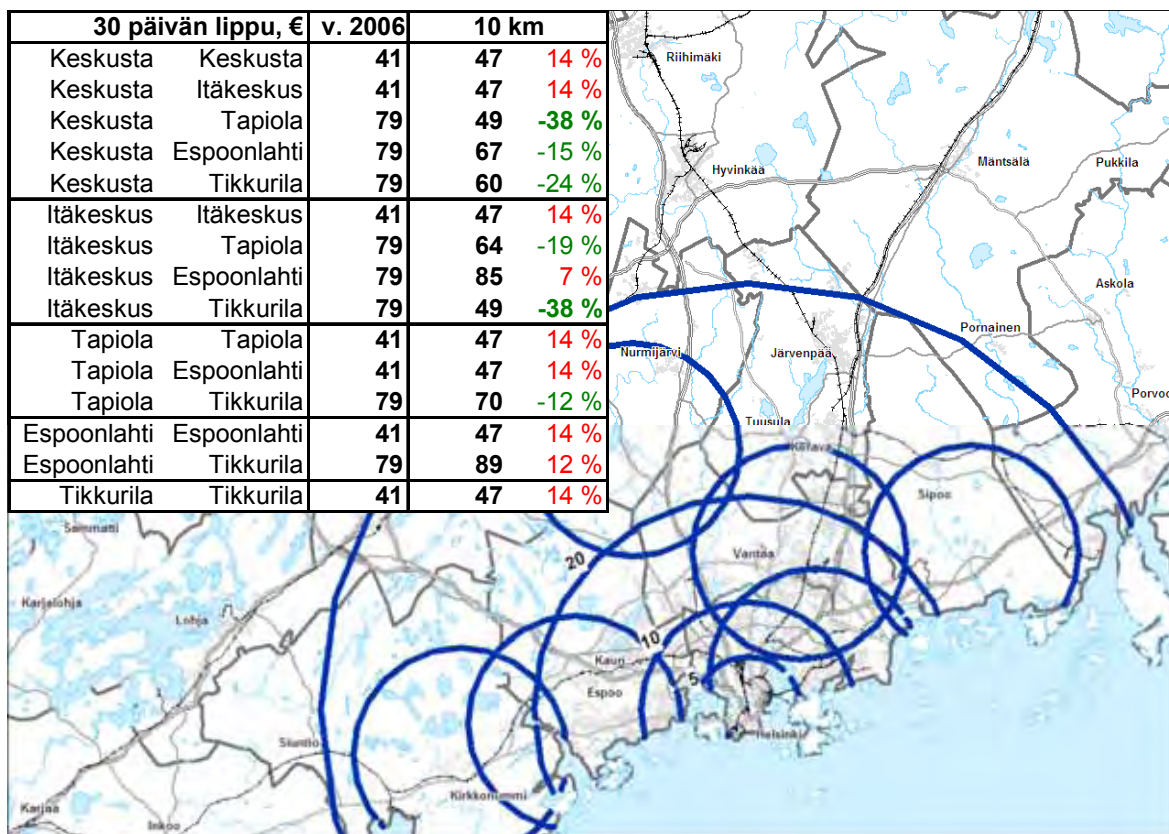 30 päivän lippu, € v. 2006 10 km
Keskusta Keskusta 41 47 14 %
Keskusta Itäkeskus 41 47 14 %
Keskusta Tapiola 79 49 -38 %
Keskusta Espoonlahti 79 67 -15 %
Keskusta Tikkurila 79 60 -24 %
Itäkeskus Itäkeskus 41 47 14 %
Itäkeskus Tapiola 79 64 -19 %
Itäkeskus Espoonlahti 79 85 7 %
Itäkeskus Tikkurila 79 49 -38 %
Tapiola Tapiola 41 47 14 %
Tapiola Espoonlahti 41 47 14 %
Tapiola Tikkurila 79 70 -12 %
Espoonlahti Espoonlahti 41 47 14 %
Espoonlahti Tikkurila 79 89 12 %
Tikkurila Tikkurila 41 47 14 %
Riihimäki
Hyvinkää
Mäntsälä
Pukkila
Askola
Pornainen
Nurmijärvi
Järvenpää
Porvoo
Tuusula
Kerava
Sipoo
Sammatti
Vantaa
20
Karjalohja
Lohja
10
Kaun
5
Espoo
Helsinki
Siuntio
Kirkkonummi
Karjaa
Inkoo